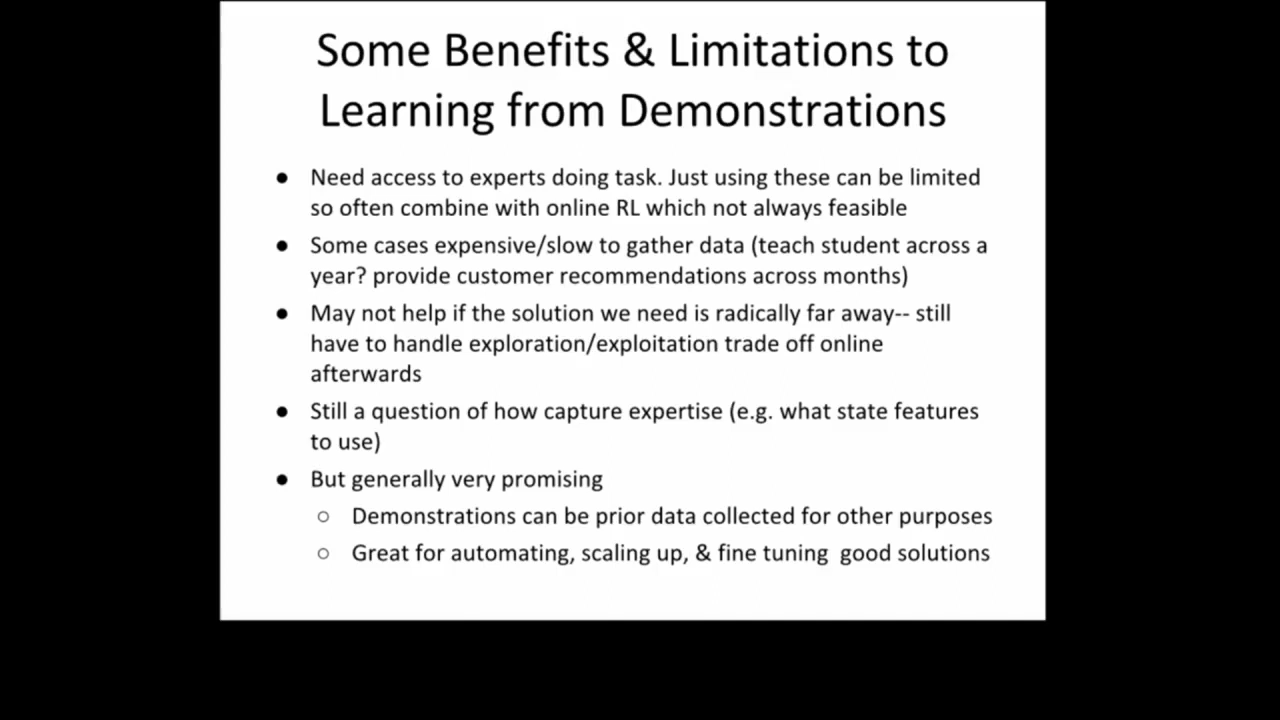 Some Benefits & Limitations to
Learning from Demonstrations
● Need access to experts doing task. Just using these can be limited
so often combine with online RL which not always feasible
● Some cases expensive/slow to gather data (teach student across a
year? provide customer recommendations across months)
● May not help if the solution we need is radically far away-- still
have to handle exploration/exploitation trade off online
afterwards
● Still a question of how capture expertise (e.g. what state features
to use)
● But generally very promising
○ Demonstrations can be prior data collected for other purposes
○ Great for automating, scaling up, & fine tuning  good solutions